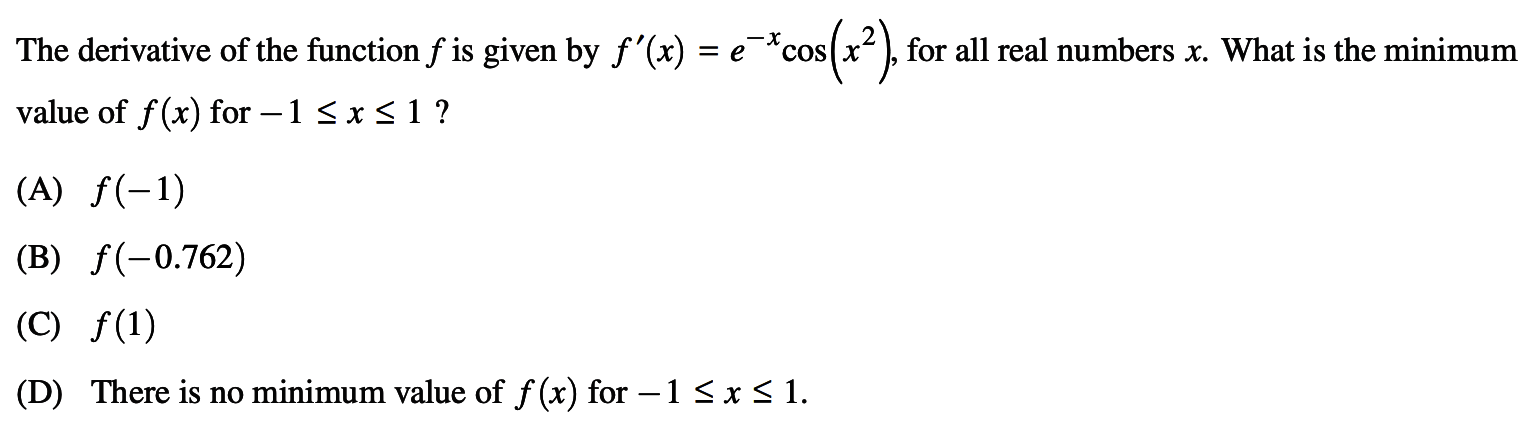 The derivative of the function f is given by f′(x) = e⁻ˣcos(x²), for all real numbers x. What is the minimum
value of f(x) for −1 ≤ x ≤ 1 ?
(A) f(−1)
(B) f(−0.762)
(C) f(1)
(D) There is no minimum value of f(x) for −1 ≤ x ≤ 1.